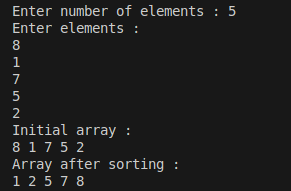 Enter number of elements : 5
Enter elements :
8
1
7
5
2
Initial array :
8 1 7 5 2
Array after sorting :
1 2 5 7 8